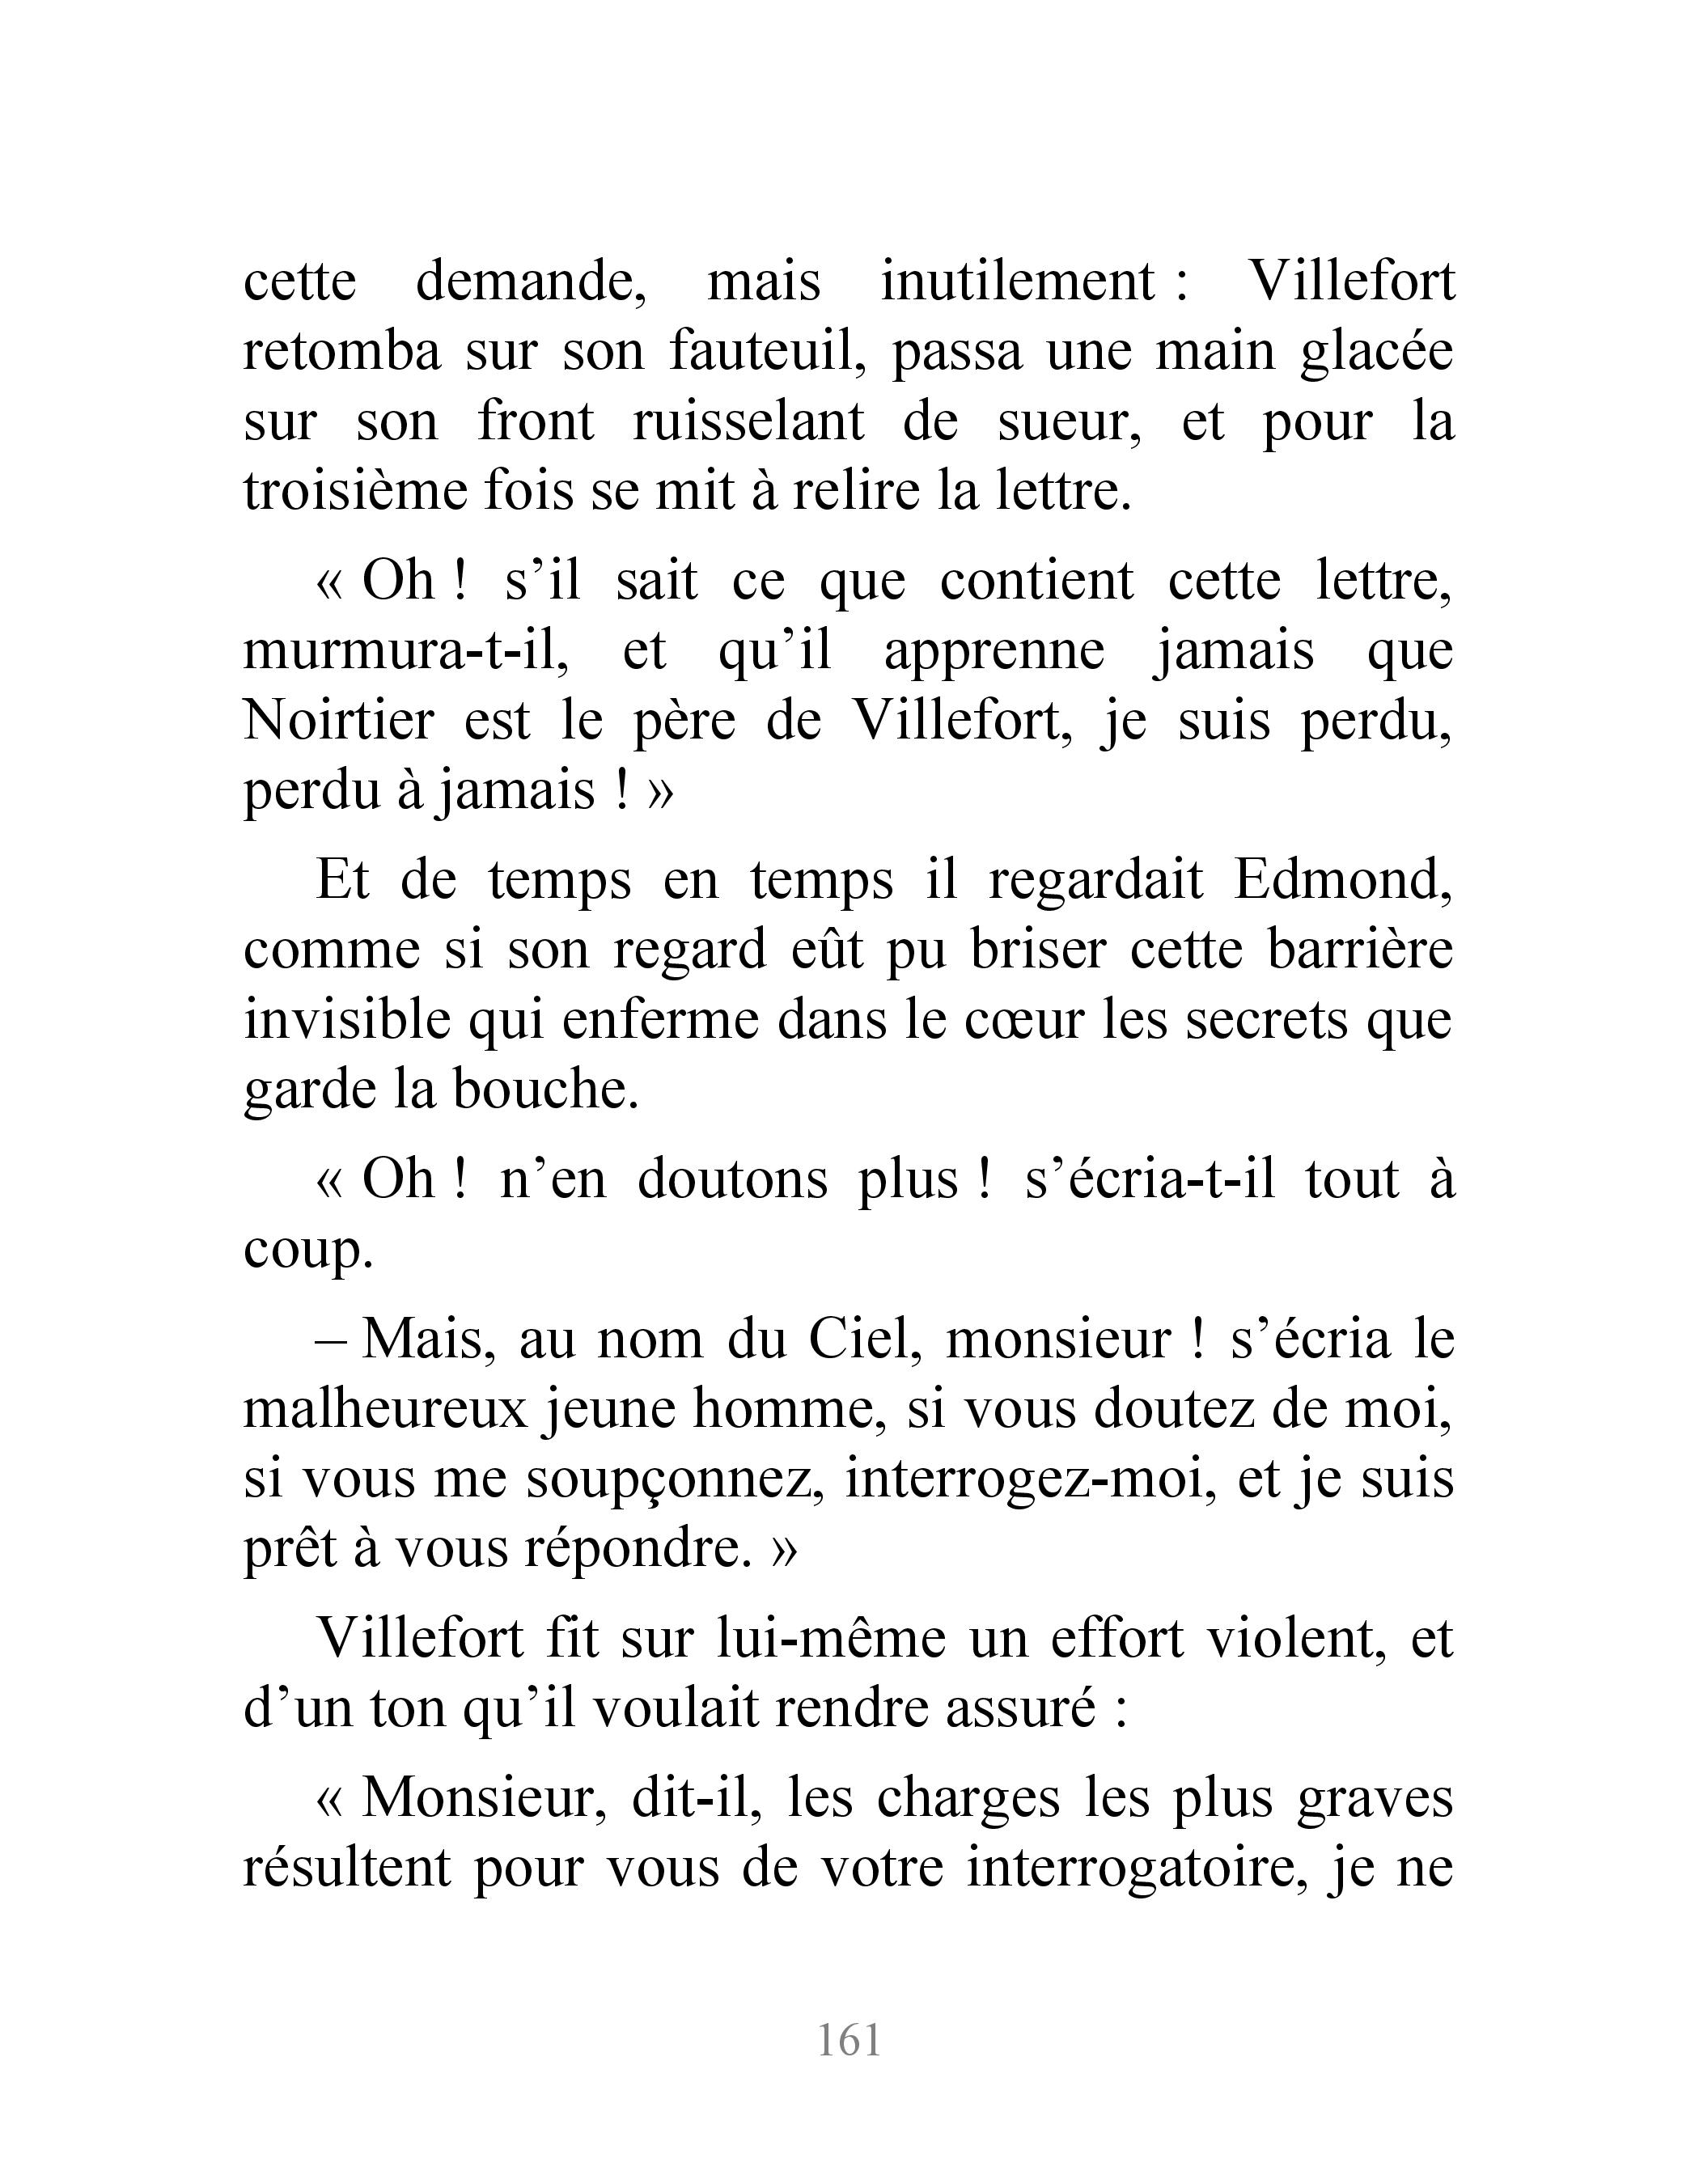 cette demande, mais inutilement : Villefort
retomba sur son fauteuil, passa une main glacée
sur son front ruisselant de sueur, et pour la
troisième fois se mit à relire la lettre.
« Oh ! s’il sait ce que contient cette lettre,
murmura-t-il, et qu’il apprenne jamais que
Noirtier est le père de Villefort, je suis perdu,
perdu à jamais ! »
Et de temps en temps il regardait Edmond,
comme si son regard eût pu briser cette barrière
invisible qui enferme dans le cœur les secrets que
garde la bouche.
« Oh ! n’en doutons plus ! s’écria-t-il tout à
coup.
– Mais, au nom du Ciel, monsieur ! s’écria le
malheureux jeune homme, si vous doutez de moi,
si vous me soupçonnez, interrogez-moi, et je suis
prêt à vous répondre. »
Villefort fit sur lui-même un effort violent, et
d’un ton qu’il voulait rendre assuré :
« Monsieur, dit-il, les charges les plus graves
résultent pour vous de votre interrogatoire, je ne
161